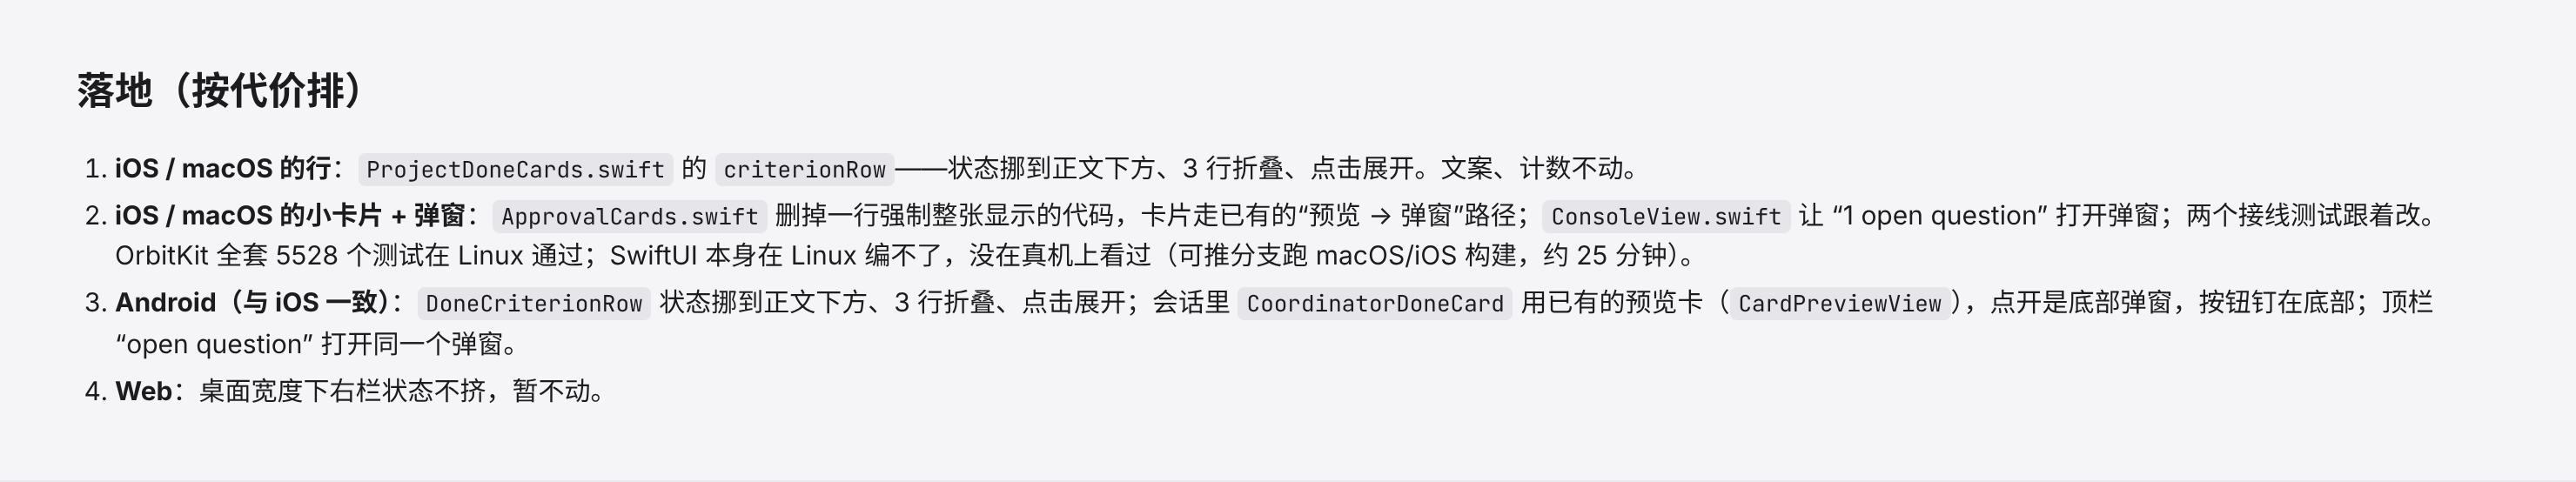 落地（按代价排）
1. iOS / macOS 的行：ProjectDoneCards.swift 的 criterionRow——状态挪到正文下方、3 行折叠、点击展开。文案、计数不动。
2. iOS / macOS 的小卡片 + 弹窗：ApprovalCards.swift 删掉一行强制整张显示的代码，卡片走已有的“预览 → 弹窗”路径；ConsoleView.swift 让 “1 open question” 打开弹窗；两个接线测试跟着改。
OrbitKit 全套 5528 个测试在 Linux 通过；SwiftUI 本身在 Linux 编不了，没在真机上看过（可推分支跑 macOS/iOS 构建，约 25 分钟）。
3. Android（与 iOS 一致）：DoneCriterionRow 状态挪到正文下方、3 行折叠、点击展开；会话里 CoordinatorDoneCard 用已有的预览卡（CardPreviewView），点开是底部弹窗，按钮钉在底部；顶栏
“open question” 打开同一个弹窗。
4. Web：桌面宽度下右栏状态不挤，暂不动。